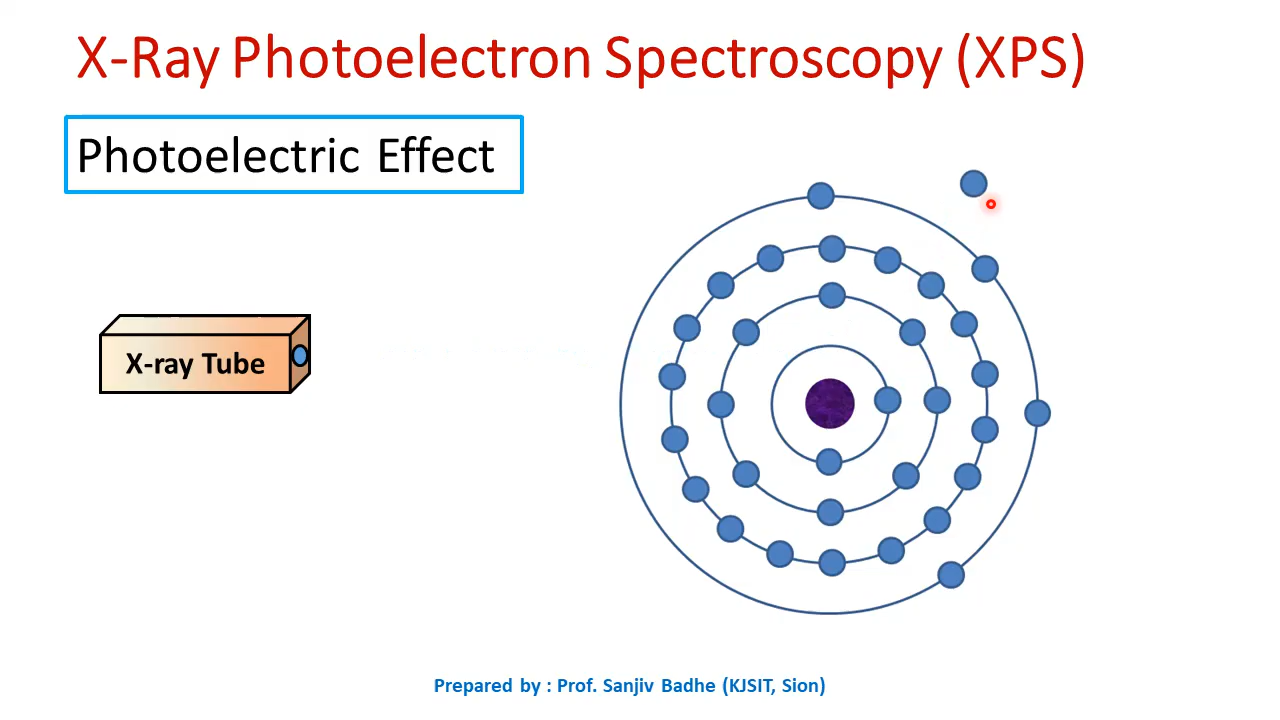 X-Ray Photoelectron Spectroscopy (XPS)
Photoelectric Effect
X-ray Tube
Prepared by : Prof. Sanjiv Badhe (KJSIT, Sion)